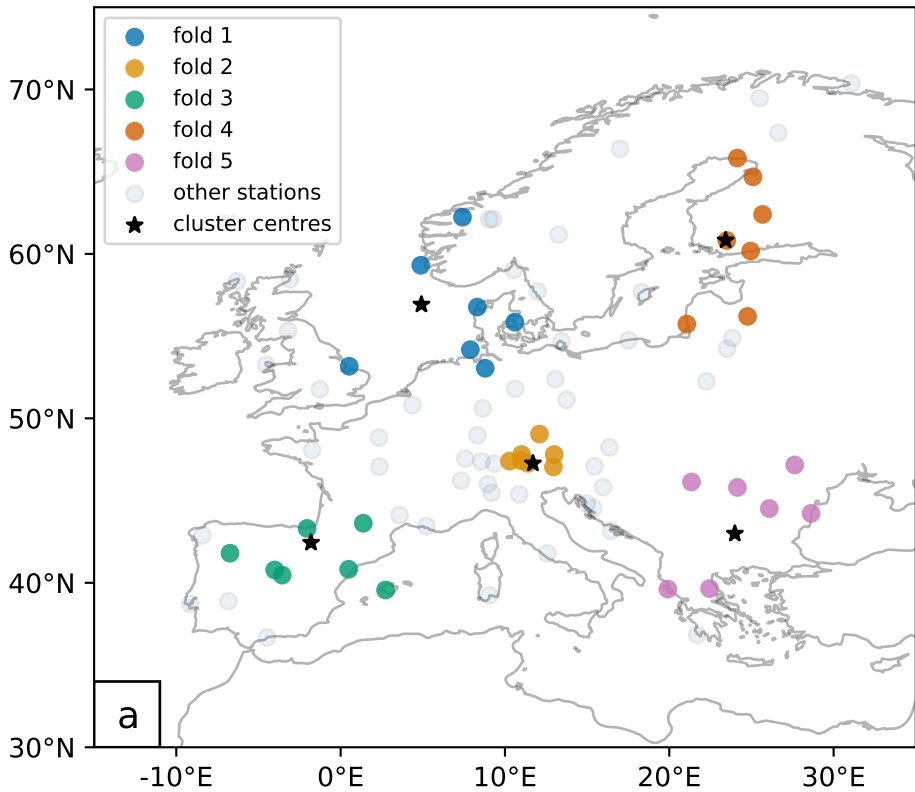 fold 1
fold 2
fold 3
fold 4
fold 5
other stations
cluster centres
70°N
60°N
50°N
40°N
30°N
a
-10°E
0°E
10°E
20°E
30°E